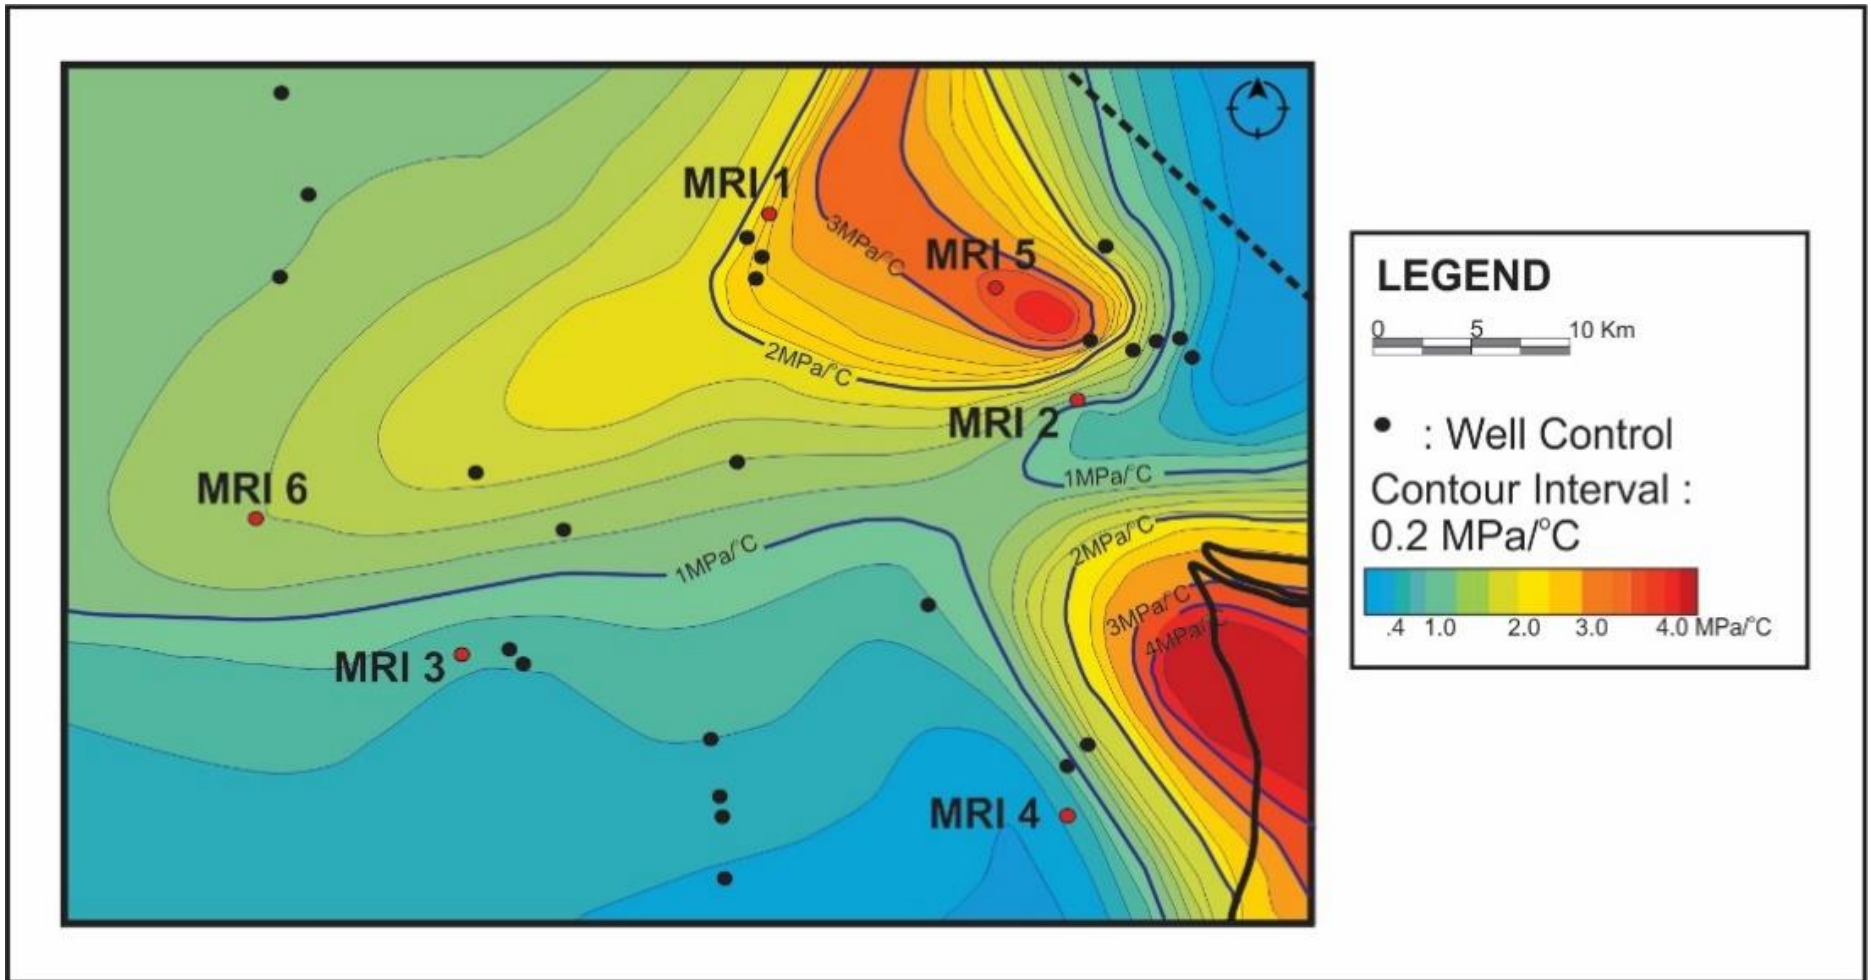 MRI 1
3MPa/°C
MRI 5
2MPa/°C
MRI 2
1MPa/°C
MRI 6
2MPa/°C
1MPa/°C
3MPa/°C
4MPa/°C
MRI 3
MRI 4
LEGEND
0 5 10 Km
: Well Control
Contour Interval :
0.2 MPa/°C
.4 1.0 2.0 3.0 4.0 MPa/°C